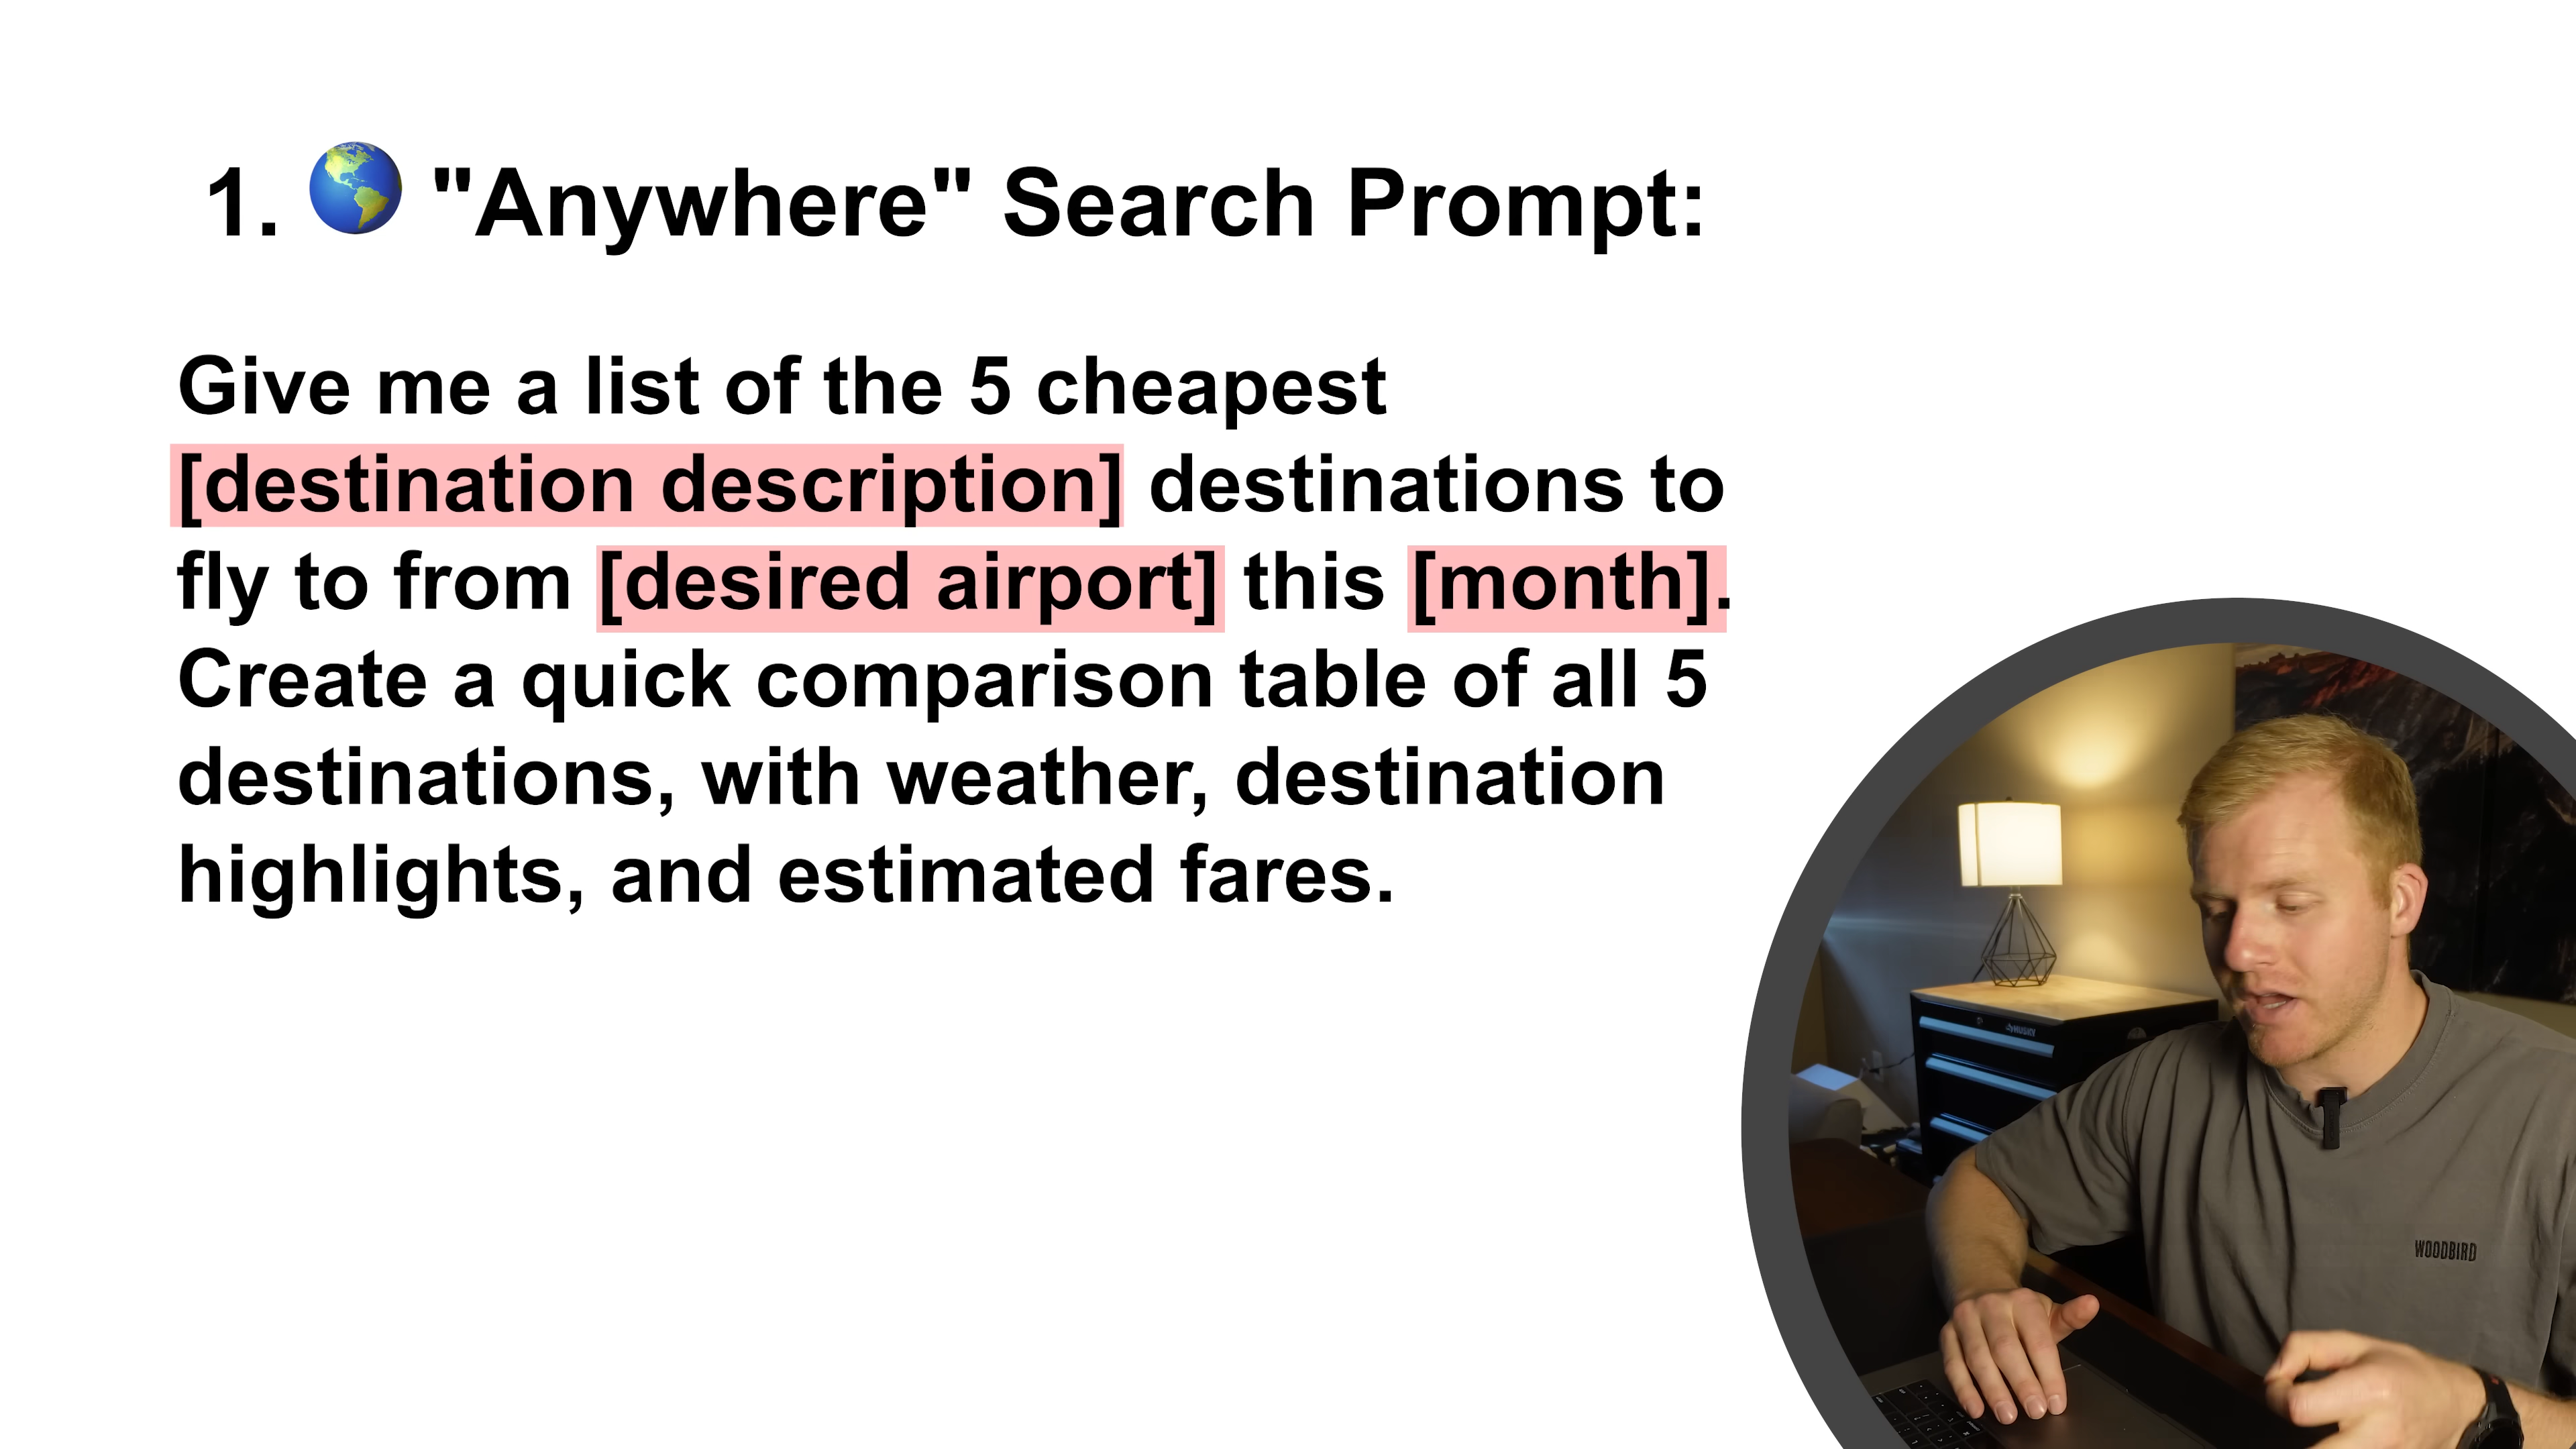 1. 🌎 "Anywhere" Search Prompt:
Give me a list of the 5 cheapest
[destination description] destinations to
fly to from [desired airport] this [month].
Create a quick comparison table of all 5
destinations, with weather, destination
highlights, and estimated fares.
HUSKY
WOODBIRD